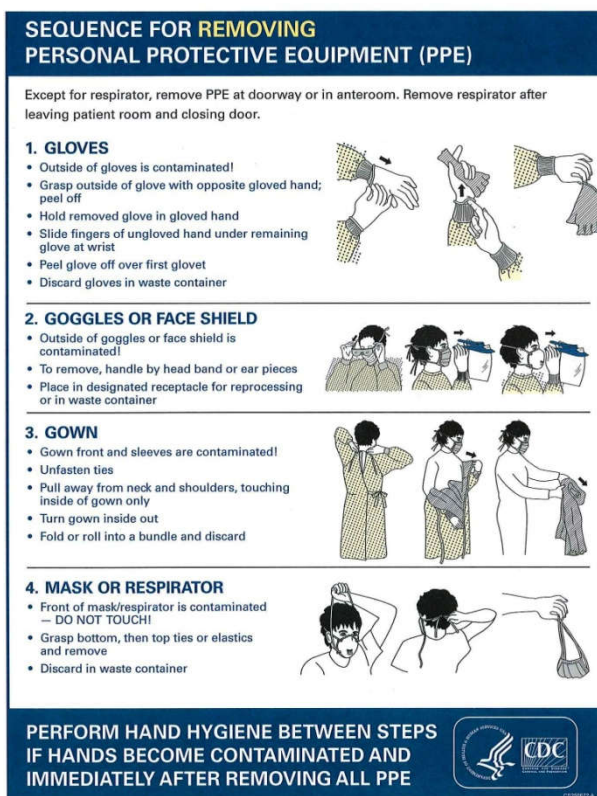 SEQUENCE FOR REMOVING
PERSONAL PROTECTIVE EQUIPMENT (PPE)
Except for respirator, remove PPE at doorway or in anteroom. Remove respirator after
leaving patient room and closing door.
1. GLOVES
• Outside of gloves is contaminated!
• Grasp outside of glove with opposite gloved hand;
peel off
• Hold removed glove in gloved hand
• Slide fingers of ungloved hand under remaining
glove at wrist
• Peel glove off over first glovet
• Discard gloves in waste container
2. GOGGLES OR FACE SHIELD
• Outside of goggles or face shield is
contaminated!
• To remove, handle by head band or ear pieces
• Place in designated receptacle for reprocessing
or in waste container
3. GOWN
• Gown front and sleeves are contaminated!
• Unfasten ties
• Pull away from neck and shoulders, touching
inside of gown only
• Turn gown inside out
• Fold or roll into a bundle and discard
4. MASK OR RESPIRATOR
• Front of mask/respirator is contaminated
— DO NOT TOUCH!
• Grasp bottom, then top ties or elastics
and remove
• Discard in waste container
PERFORM HAND HYGIENE BETWEEN STEPS
IF HANDS BECOME CONTAMINATED AND
IMMEDIATELY AFTER REMOVING ALL PPE
CDC